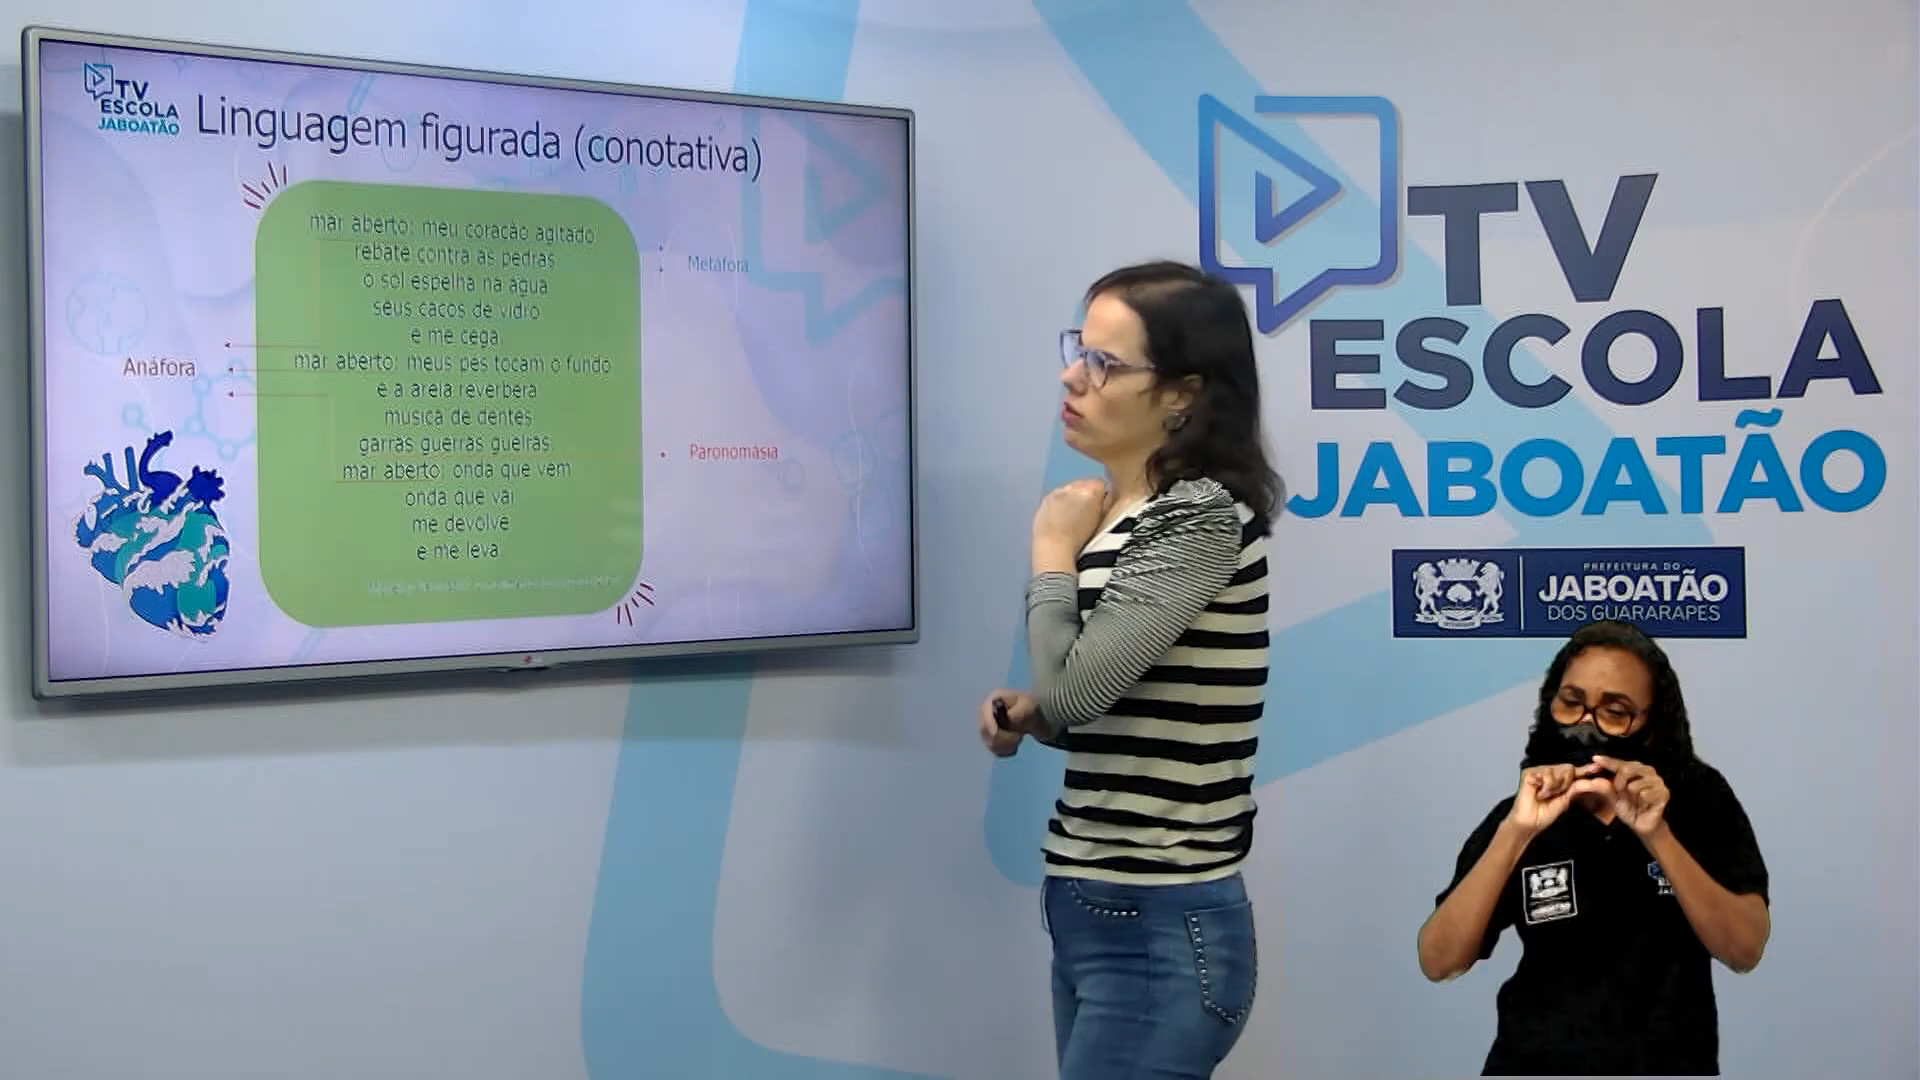 TV
ESCOLA
JABOATÃO
Linguagem figurada (conotativa)
mar aberto: meu coração agitado
rebate contra as pedras
o sol espelha na água
seus cacos de vidro
e me cega
mar aberto: meus pés tocam o fundo
e a areia reverbera
música de dentes
garras guerras guelras
mar aberto: onda que vem
onda que vai
me devolve
e me leva
Anáfora
Metáfora
Paronomásia
TV
ESCOLA
JABOATÃO
PREFEITURA DO
JABOATÃO
DOS GUARARAPES